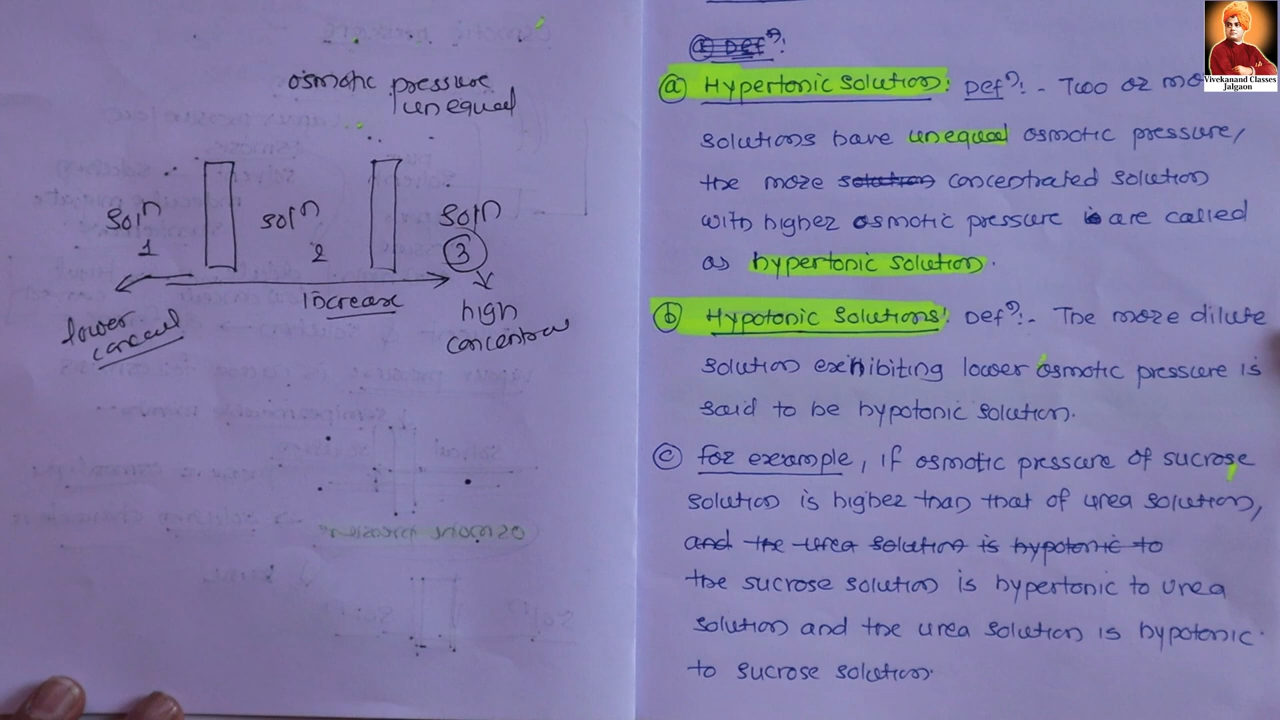 osmotic pressure
unequal
solⁿ
1
solⁿ
2
solⁿ
3
Increase
lower
high
Defⁿ:
a Hypertonic solution: Defⁿ:- Two or mo
solutions have unequal osmotic pressure,
the more solution concentrated solution
with higher osmotic pressure is are called
as hypertonic solution.
b Hypotonic solutions: Defⁿ:- The more dilute
solution exhibiting lower osmotic pressure is
said to be hypotonic solution.
c for example, if osmotic pressure of sucrose
solution is higher than that of urea solution,
and the urea solution is hypotonic to
the sucrose solution is hypertonic to urea
solution and the urea solution is hypotonic
to sucrose solution.
Vivekanand Classes
Jalgaon